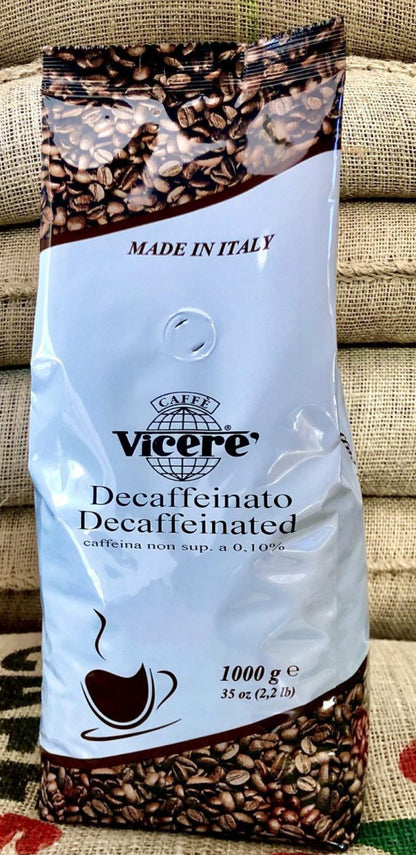 MADE IN ITALY
CAFFÈ
Vicere'®
Decaffeinato
Decaffeinated
caffeina non sup. a 0,10%
1000 g ℮
35 oz (2,2 lb)